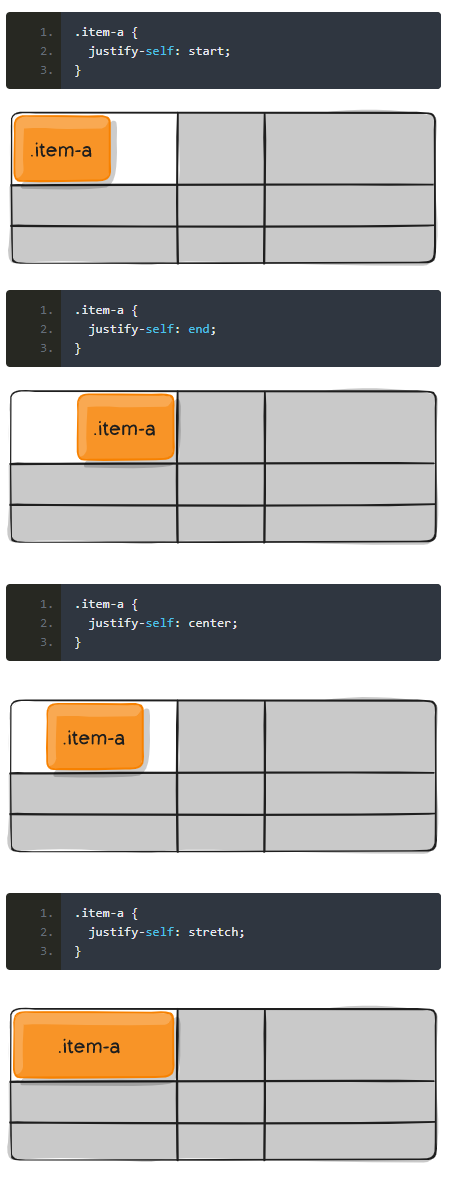 1. .item-a {
2.   justify-self: start;
3. }
.item-a
1. .item-a {
2.   justify-self: end;
3. }
.item-a
1. .item-a {
2.   justify-self: center;
3. }
.item-a
1. .item-a {
2.   justify-self: stretch;
3. }
.item-a